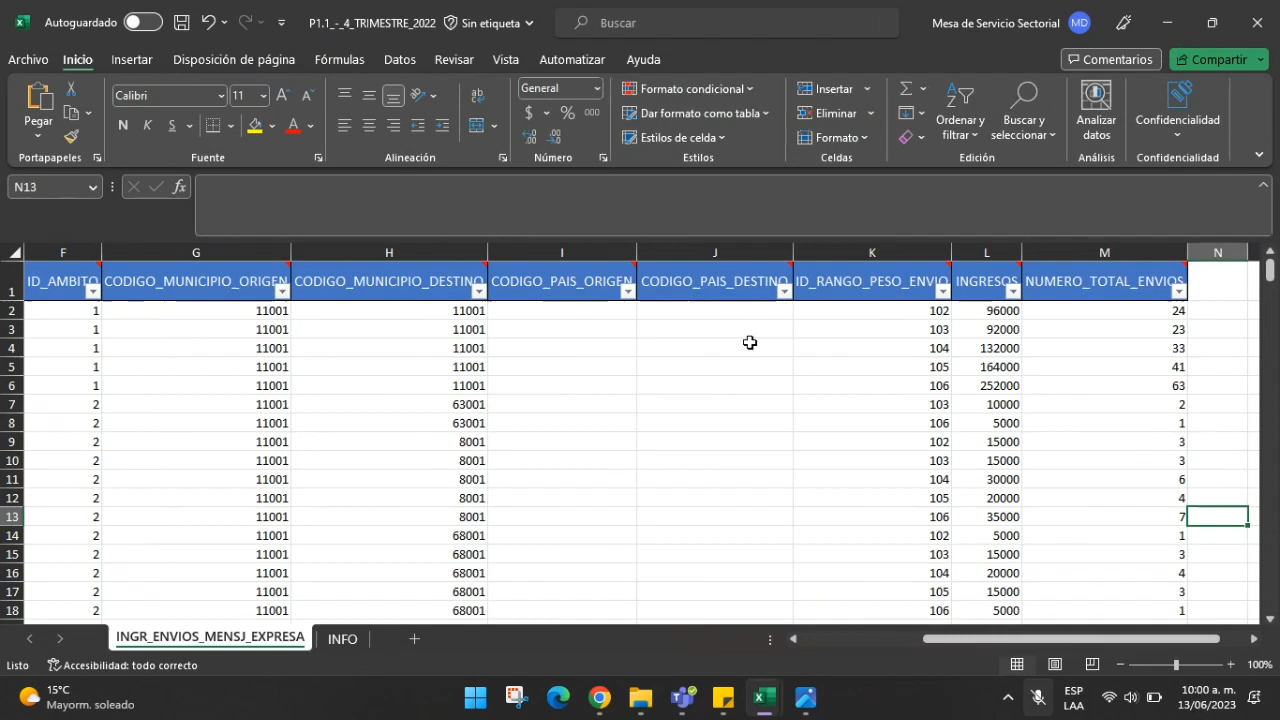 Autoguardado P1.1_-_4_TRIMESTRE_2022 Sin etiqueta Buscar Mesa de Servicio Sectorial MD
Archivo Inicio Insertar Disposición de página Fórmulas Datos Revisar Vista Automatizar Ayuda Comentarios Compartir
Pegar
Calibri 11
N K S
General
$ % 000
Formato condicional
Dar formato como tabla
Estilos de celda
Insertar
Eliminar
Formato
Ordenar y filtrar
Buscar y seleccionar
Analizar datos
Confidencialidad
Portapapeles Fuente Alineación Número Estilos Celdas Edición Análisis Confidencialidad
N13 fx
F G H I J K L M N
1 ID_AMBITO CODIGO_MUNICIPIO_ORIGEN CODIGO_MUNICIPIO_DESTINO CODIGO_PAIS_ORIGEN CODIGO_PAIS_DESTINO ID_RANGO_PESO_ENVIO INGRESOS NUMERO_TOTAL_ENVIOS
2 1 11001 11001 102 96000 24
3 1 11001 11001 103 92000 23
4 1 11001 11001 104 132000 33
5 1 11001 11001 105 164000 41
6 1 11001 11001 106 252000 63
7 2 11001 63001 103 10000 2
8 2 11001 63001 106 5000 1
9 2 11001 8001 102 15000 3
10 2 11001 8001 103 15000 3
11 2 11001 8001 104 30000 6
12 2 11001 8001 105 20000 4
13 2 11001 8001 106 35000 7
14 2 11001 68001 102 5000 1
15 2 11001 68001 103 15000 3
16 2 11001 68001 104 20000 4
17 2 11001 68001 105 15000 3
18 2 11001 68001 106 5000 1
INGR_ENVIOS_MENSJ_EXPRESA INFO
Listo Accesibilidad: todo correcto 100%
15°C
Mayorm. soleado
ESP
LAA
10:00 a. m.
13/06/2023